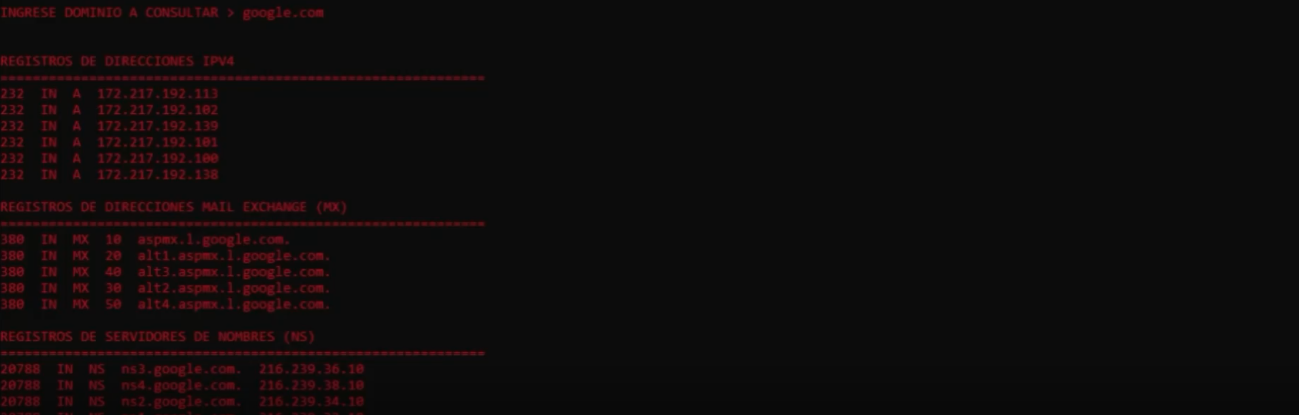 INGRESE DOMINIO A CONSULTAR > google.com
REGISTROS DE DIRECCIONES IPV4
============================================================
232 IN A 172.217.192.113
232 IN A 172.217.192.102
232 IN A 172.217.192.139
232 IN A 172.217.192.101
232 IN A 172.217.192.100
232 IN A 172.217.192.138
REGISTROS DE DIRECCIONES MAIL EXCHANGE (MX)
============================================================
380 IN MX 10 aspmx.l.google.com.
380 IN MX 20 alt1.aspmx.l.google.com.
380 IN MX 40 alt3.aspmx.l.google.com.
380 IN MX 30 alt2.aspmx.l.google.com.
380 IN MX 50 alt4.aspmx.l.google.com.
REGISTROS DE SERVIDORES DE NOMBRES (NS)
============================================================
20788 IN NS ns3.google.com. 216.239.36.10
20788 IN NS ns4.google.com. 216.239.38.10
20788 IN NS ns2.google.com. 216.239.34.10